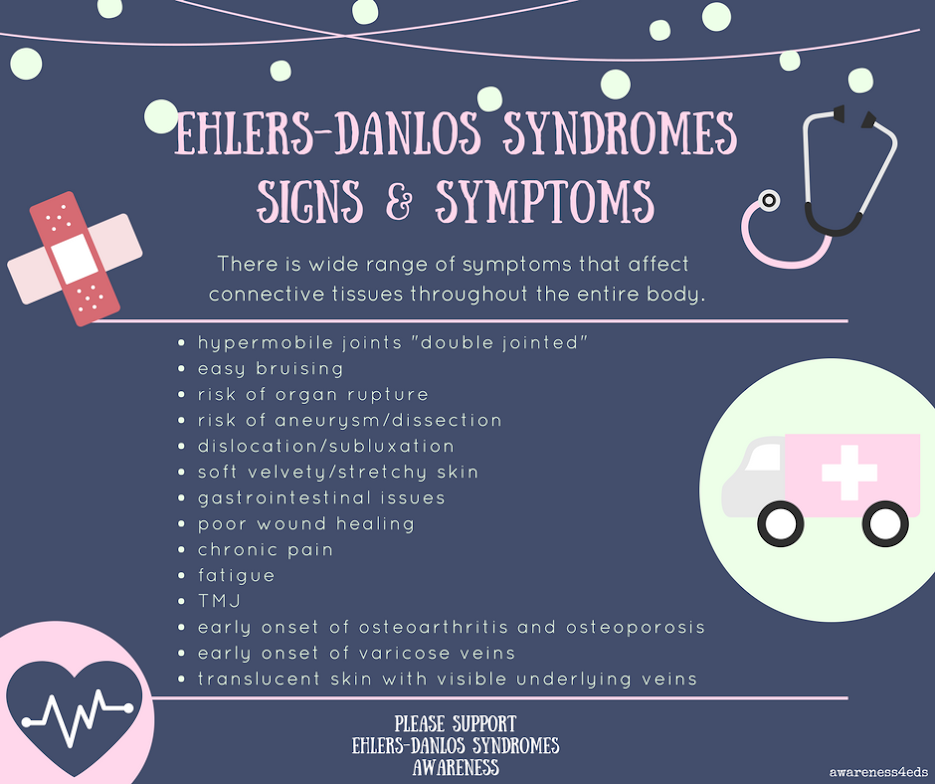 EHLERS-DANLOS SYNDROMES
SIGNS & SYMPTOMS
There is wide range of symptoms that affect
connective tissues throughout the entire body.
• hypermobile joints "double jointed"
• easy bruising
• risk of organ rupture
• risk of aneurysm/dissection
• dislocation/subluxation
• soft velvety/stretchy skin
• gastrointestinal issues
• poor wound healing
• chronic pain
• fatigue
• TMJ
• early onset of osteoarthritis and osteoporosis
• early onset of varicose veins
• translucent skin with visible underlying veins
PLEASE SUPPORT
EHLERS-DANLOS SYNDROMES
AWARENESS
awareness4eds